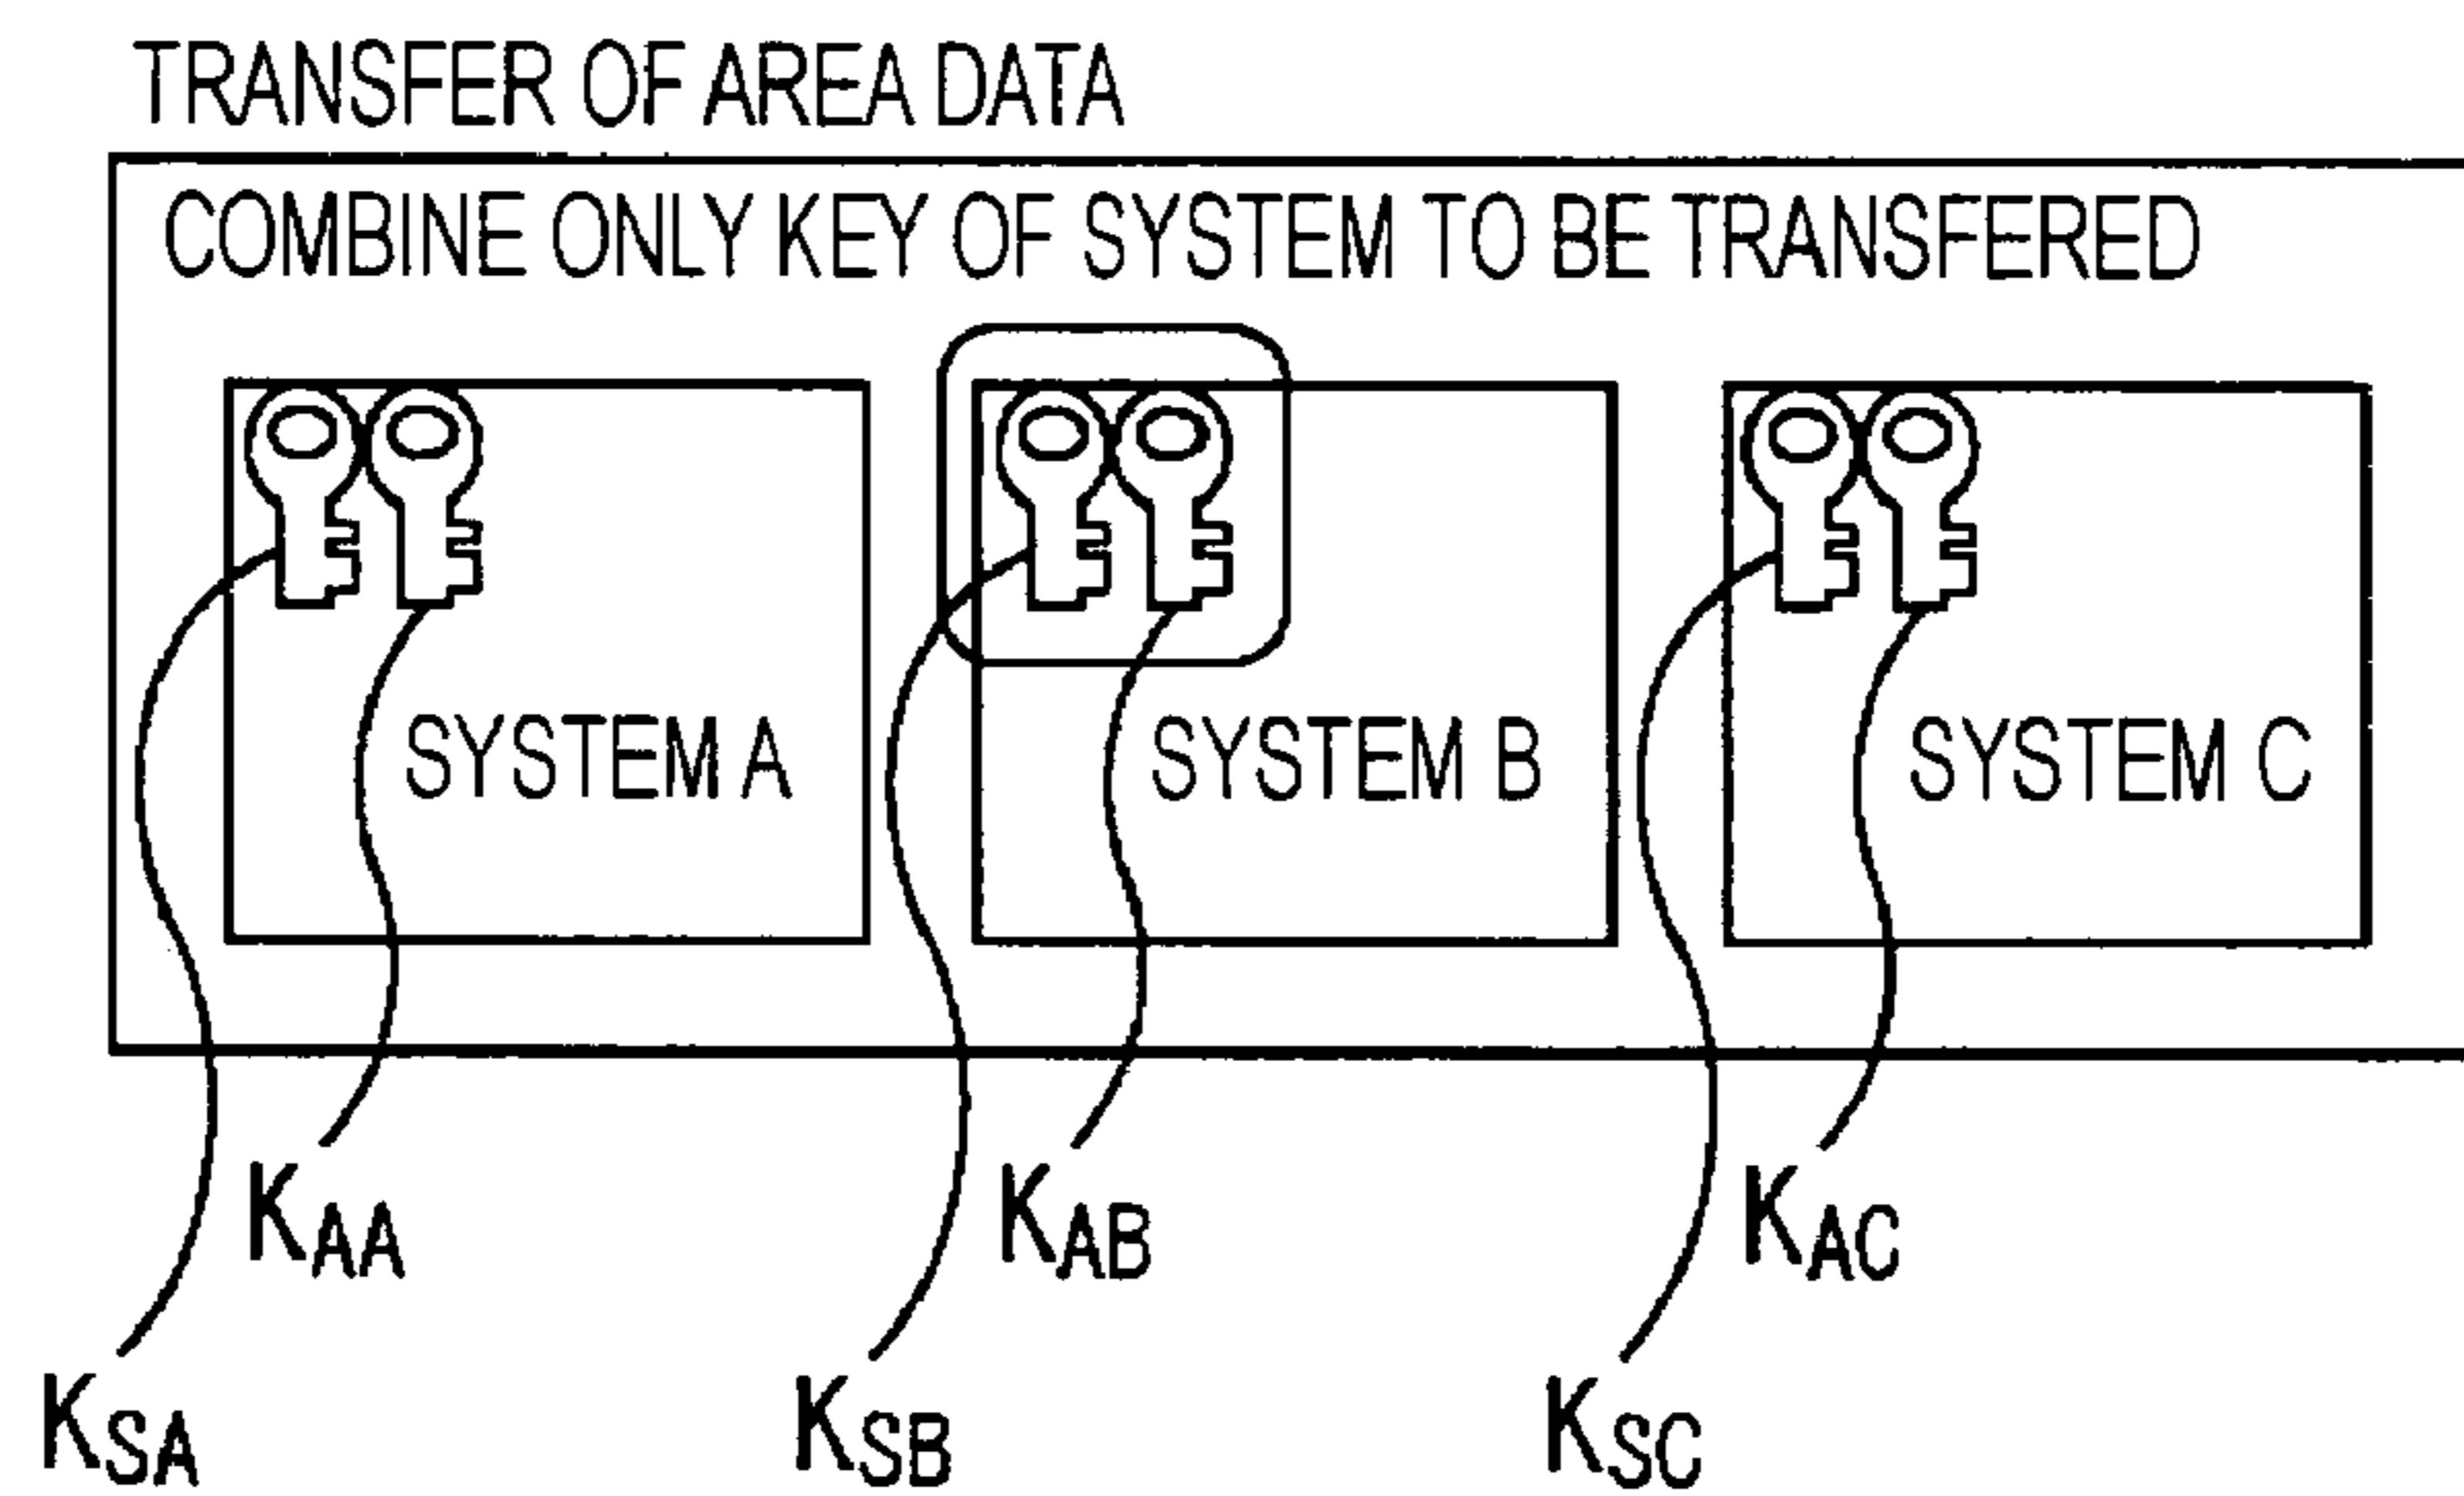 TRANSFER OF AREA DATA
COMBINE ONLY KEY OF SYSTEM TO BE TRANSFERED
SYSTEM A SYSTEM B SYSTEM C
KAA KAB KAC
KSA KSB KSC